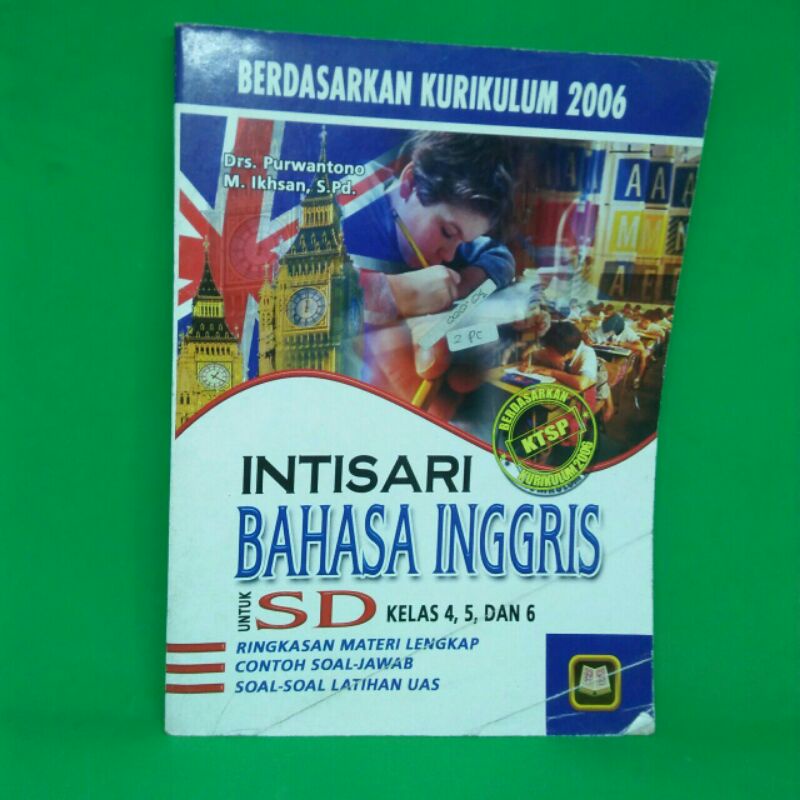 BERDASARKAN KURIKULUM 2006
Drs. Purwantono
M. Ikhsan, S.Pd.
A A A
M M
A F
2 PC
BERDASARKAN
KTSP
KURIKULUM 2006
INTISARI
BAHASA INGGRIS
UNTUK SD KELAS 4, 5, DAN 6
RINGKASAN MATERI LENGKAP
CONTOH SOAL-JAWAB
SOAL-SOAL LATIHAN UAS